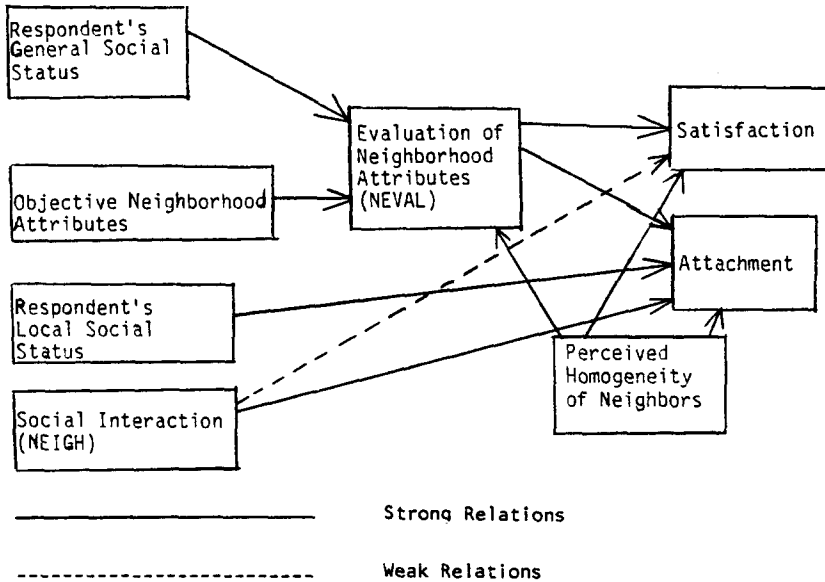 Respondent's
General Social
Status
Evaluation of
Neighborhood
Attributes
(NEVAL)
Satisfaction
Objective Neighborhood
Attributes
Attachment
Respondent's
Local Social
Status
Perceived
Homogeneity
of Neighbors
Social Interaction
(NEIGH)
Strong Relations
Weak Relations